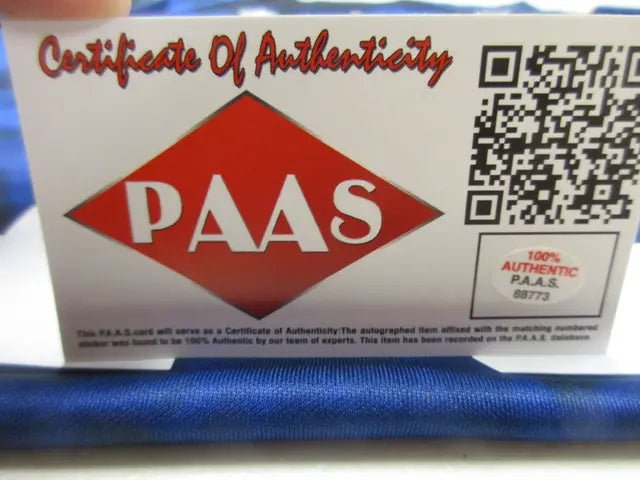 Certificate Of Authenticity
PAAS
100%
AUTHENTIC
P.A.A.S.
88773
This P.A.A.S.card will serve as a Certificate of Authenticity:The autographed item affixed with the matching numbered
sticker was found to be 100% Authentic by our team of experts. This item has been recorded on the P.A.A.S. database.